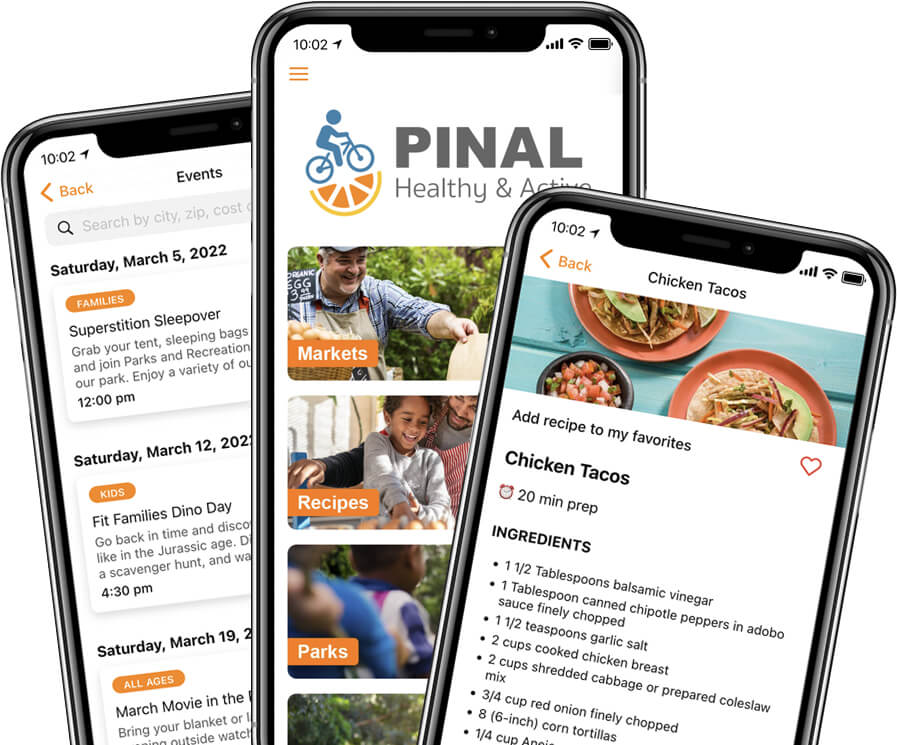 10:02
Back
Events
Search by city, zip, cost
Saturday, March 5, 2022
FAMILIES
Superstition Sleepover
Grab your tent, sleeping bags
and join Parks and Recreation
our park. Enjoy a variety of
12:00 pm
Saturday, March 12, 2022
KIDS
Fit Families Dino Day
Go back in time and
like in the Jurassic age.
a scavenger hunt, and
4:30 pm
Saturday, March 19,
ALL AGES
March Movie in the
Bring your blanket or
outside
10:02
PINAL
Healthy & Active
ORGANIC
EGG
Markets
Recipes
Parks
10:02
Back
Chicken Tacos
Add recipe to my favorites
Chicken Tacos
20 min prep
INGREDIENTS
• 1 1/2 Tablespoons balsamic vinegar
• 1 Tablespoon canned chipotle peppers in adobo
sauce finely chopped
• 1 1/2 teaspoons garlic salt
• 2 cups cooked chicken breast
• 2 cups shredded cabbage or prepared coleslaw
mix
• 3/4 cup red onion finely chopped
• 8 (6-inch) corn tortillas
• 1/4 cup